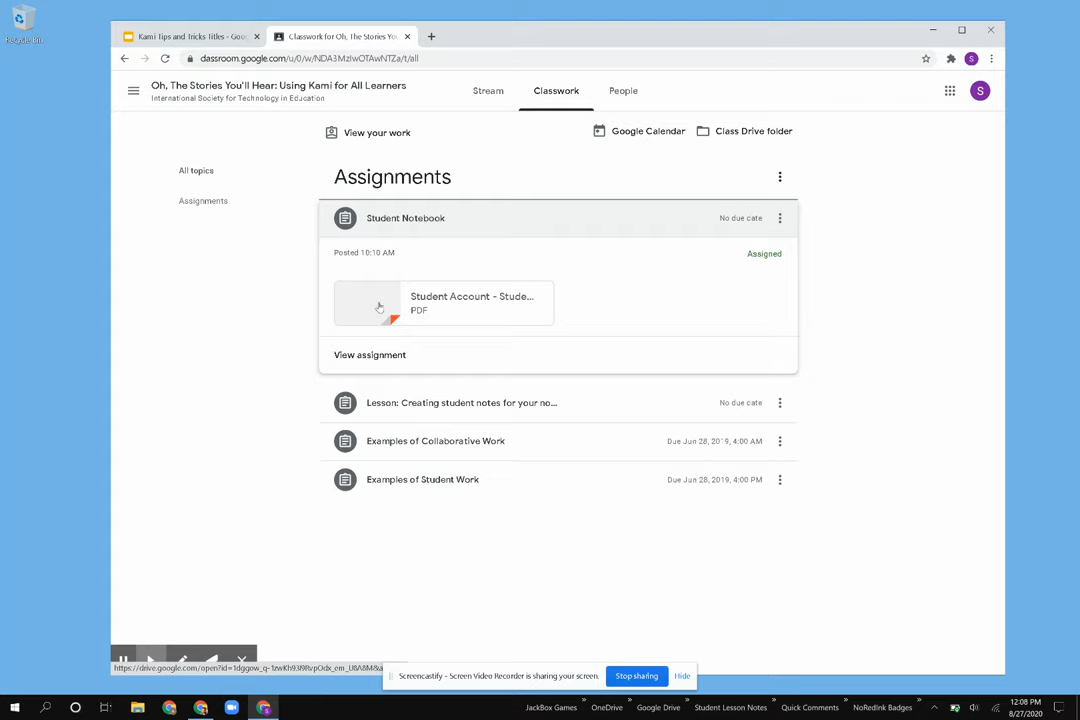 Recycle Bin
Kami Tips and Tricks Titles - Goo
Classwork for Oh, The Stories Yo
classroom.google.com/u/0/w/NDA3MzIwOTAwNTZa/t/all
S
Oh, The Stories You'll Hear: Using Kami for All Learners
International Society for Technology in Education
Stream
Classwork
People
S
View your work
Google Calendar
Class Drive folder
All topics
Assignments
Assignments
Student Notebook
No due date
Posted 10:10 AM
Assigned
Student Account - Stude...
PDF
View assignment
Lesson: Creating student notes for your no...
No due date
Examples of Collaborative Work
Due Jun 28, 2019, 4:00 AM
Examples of Student Work
Due Jun 28, 2019, 4:00 PM
Screencastify - Screen Video Recorder is sharing your screen.
Stop sharing
Hide
JackBox Games
OneDrive
Google Drive
Student Lesson Notes
Quick Comments
NoRedInk Badges
12:08 PM
8/27/2020